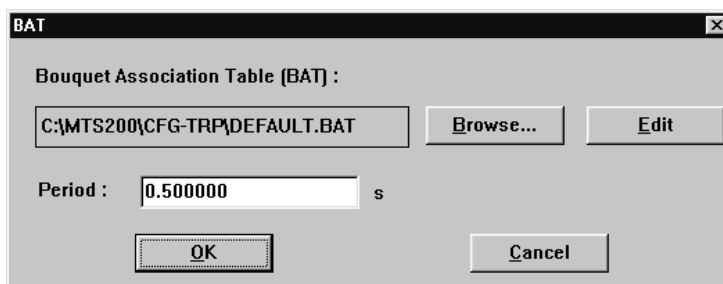 BAT
Bouquet Association Table (BAT) :
C:\MTS200\CFG-TRP\DEFAULT.BAT Browse... Edit
Period : 0.500000 s
OK Cancel